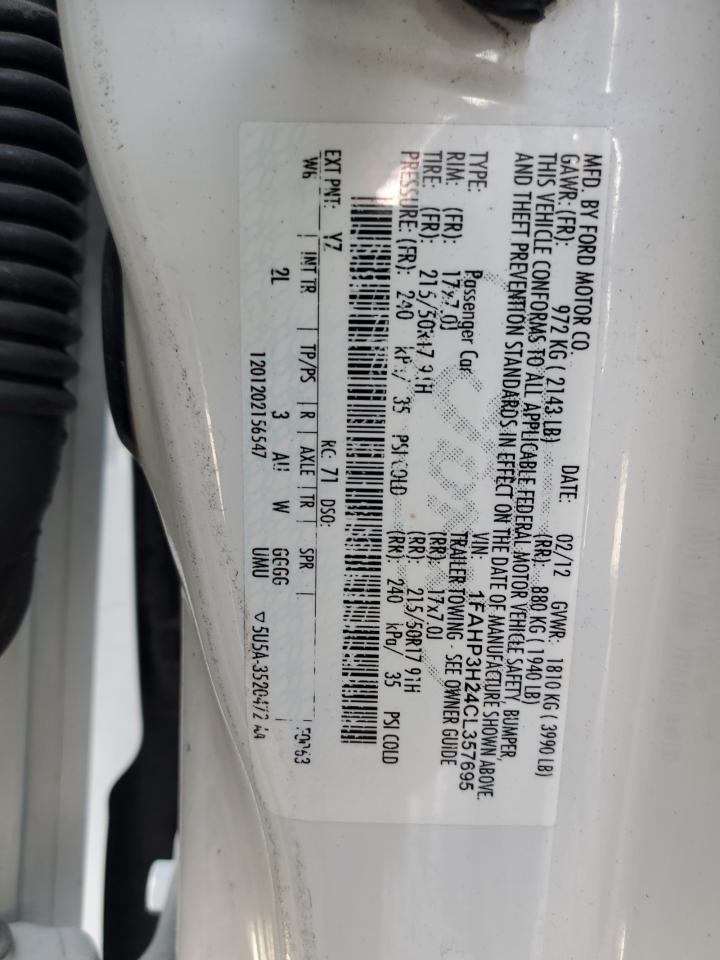 MFD. BY FORD MOTOR CO. DATE: 02/12 GVWR: 1810 KG ( 3990 LB)
GAWR: (FR): 972 KG ( 2143 LB) (RR): 880 KG ( 1940 LB)
THIS VEHICLE CONFORMS TO ALL APPLICABLE FEDERAL MOTOR VEHICLE SAFETY, BUMPER,
AND THEFT PREVENTION STANDARDS IN EFFECT ON THE DATE OF MANUFACTURE SHOWN ABOVE.
VIN: 1FAHP3H24CL357695
TYPE: Passenger Car TRAILER TOWING - SEE OWNER GUIDE
RIM: (FR): 17x7.0J (RR): 17x7.0J
TIRE: (FR): 215/50R17 91H (RR): 215/50R17 91H
PRESSURE: (FR): 240 kPa/ 35 PSI COLD (RR): 240 kPa/ 35 PSI COLD
EXT PNT: YZ RC: 71 DSO:
W6 INT TR TP/PS R AXLE TR SPR
2L 3 W GGGG
1201202156547 UMU